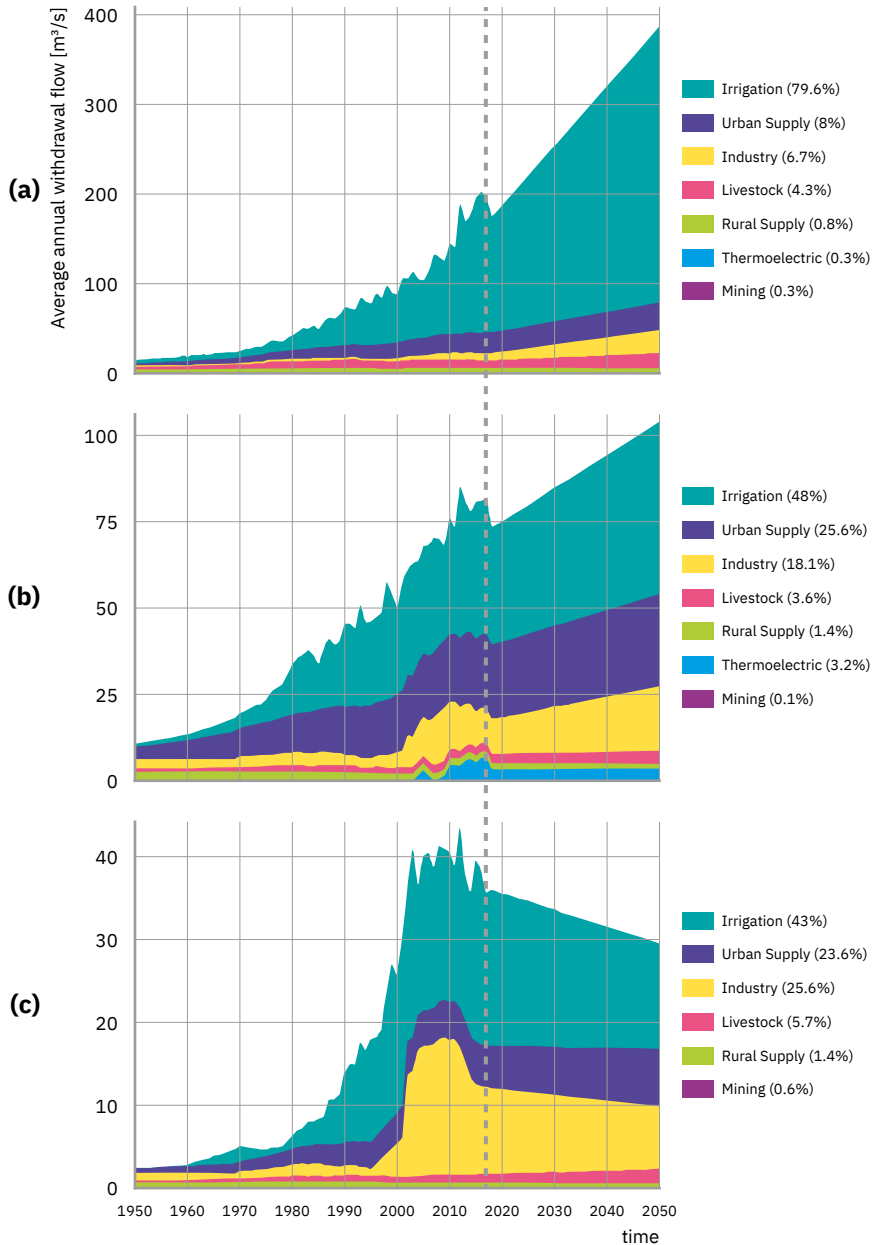 Average annual withdrawal flow [m³/s]
(a)
400
300
200
100
0
Irrigation (79.6%)
Urban Supply (8%)
Industry (6.7%)
Livestock (4.3%)
Rural Supply (0.8%)
Thermoelectric (0.3%)
Mining (0.3%)
(b)
100
75
50
25
0
Irrigation (48%)
Urban Supply (25.6%)
Industry (18.1%)
Livestock (3.6%)
Rural Supply (1.4%)
Thermoelectric (3.2%)
Mining (0.1%)
(c)
40
30
20
10
0
Irrigation (43%)
Urban Supply (23.6%)
Industry (25.6%)
Livestock (5.7%)
Rural Supply (1.4%)
Mining (0.6%)
1950 1960 1970 1980 1990 2000 2010 2020 2030 2040 2050
time